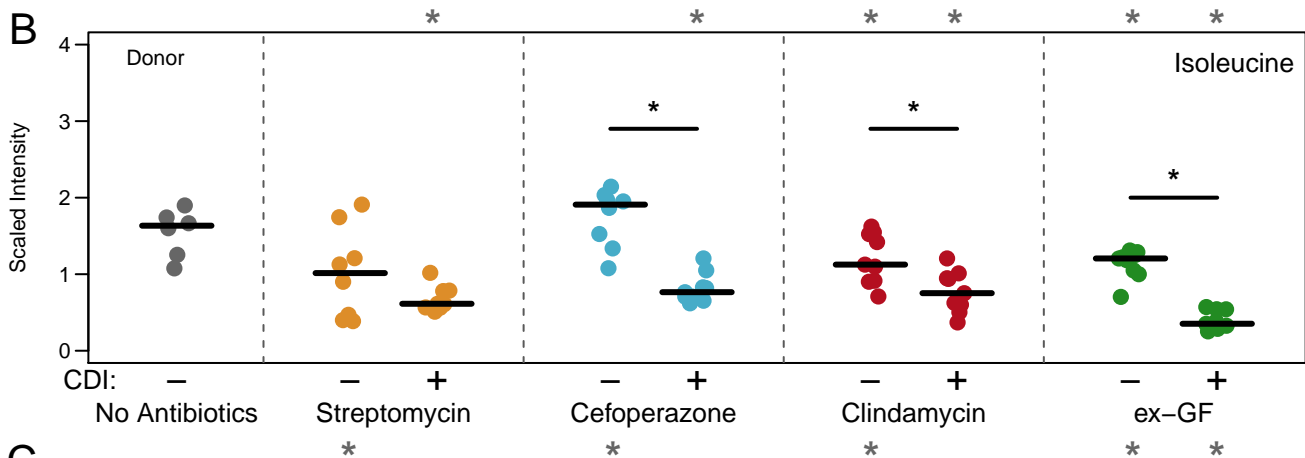 * * * * * *
B
4
Donor
Isoleucine
3
* *
2
*
1
0
Scaled Intensity
CDI: − − + − + − + − +
No Antibiotics Streptomycin Cefoperazone Clindamycin ex−GF
* * * * *